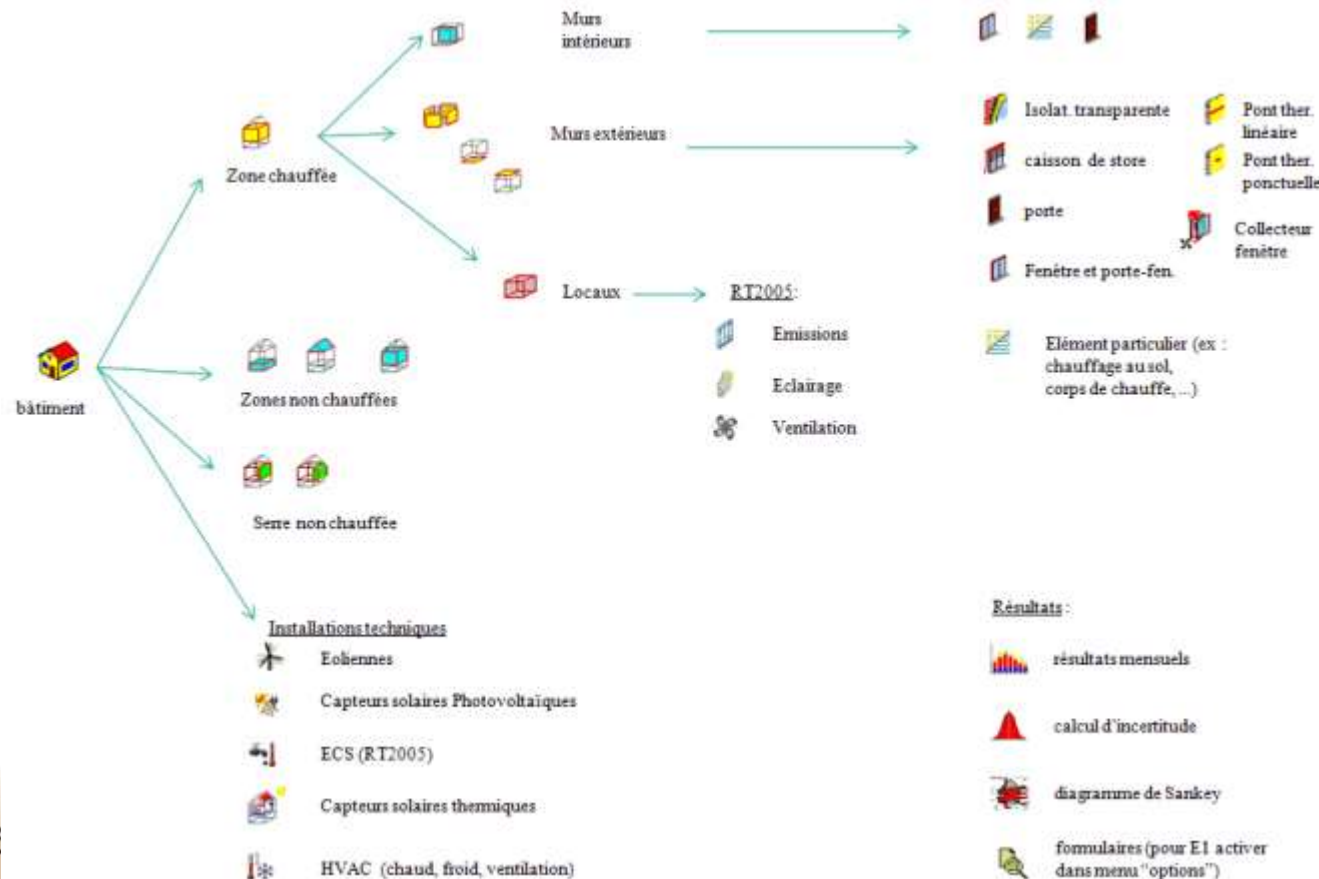 Murs
intérieurs
Isolat. transparente
Pont ther.
linéaire
Murs extérieurs
caisson. de store
Pont ther.
ponctuelle
Zone chauffée
porte
Collecteur
fenêtre
Fenêtre et porte-fen.
Locaux
RT2005:
Emissions
Eclairage
Ventilation
Elément particulier (ex :
chauffage au sol,
corps de chauffe, ...)
bâtiment
Zones non chauffées
Serre non chauffée
Installations techniques
Eoliennes
Capteurs solaires Photovoltaïques
ECS (RT2005)
Capteurs solaires thermiques
HVAC (chaud, froid, ventilation)
Résultats :
résultats mensuels
calcul d'incertitude
diagramme de Sankey
formulaires (pour E1 activer
dans menu "options")